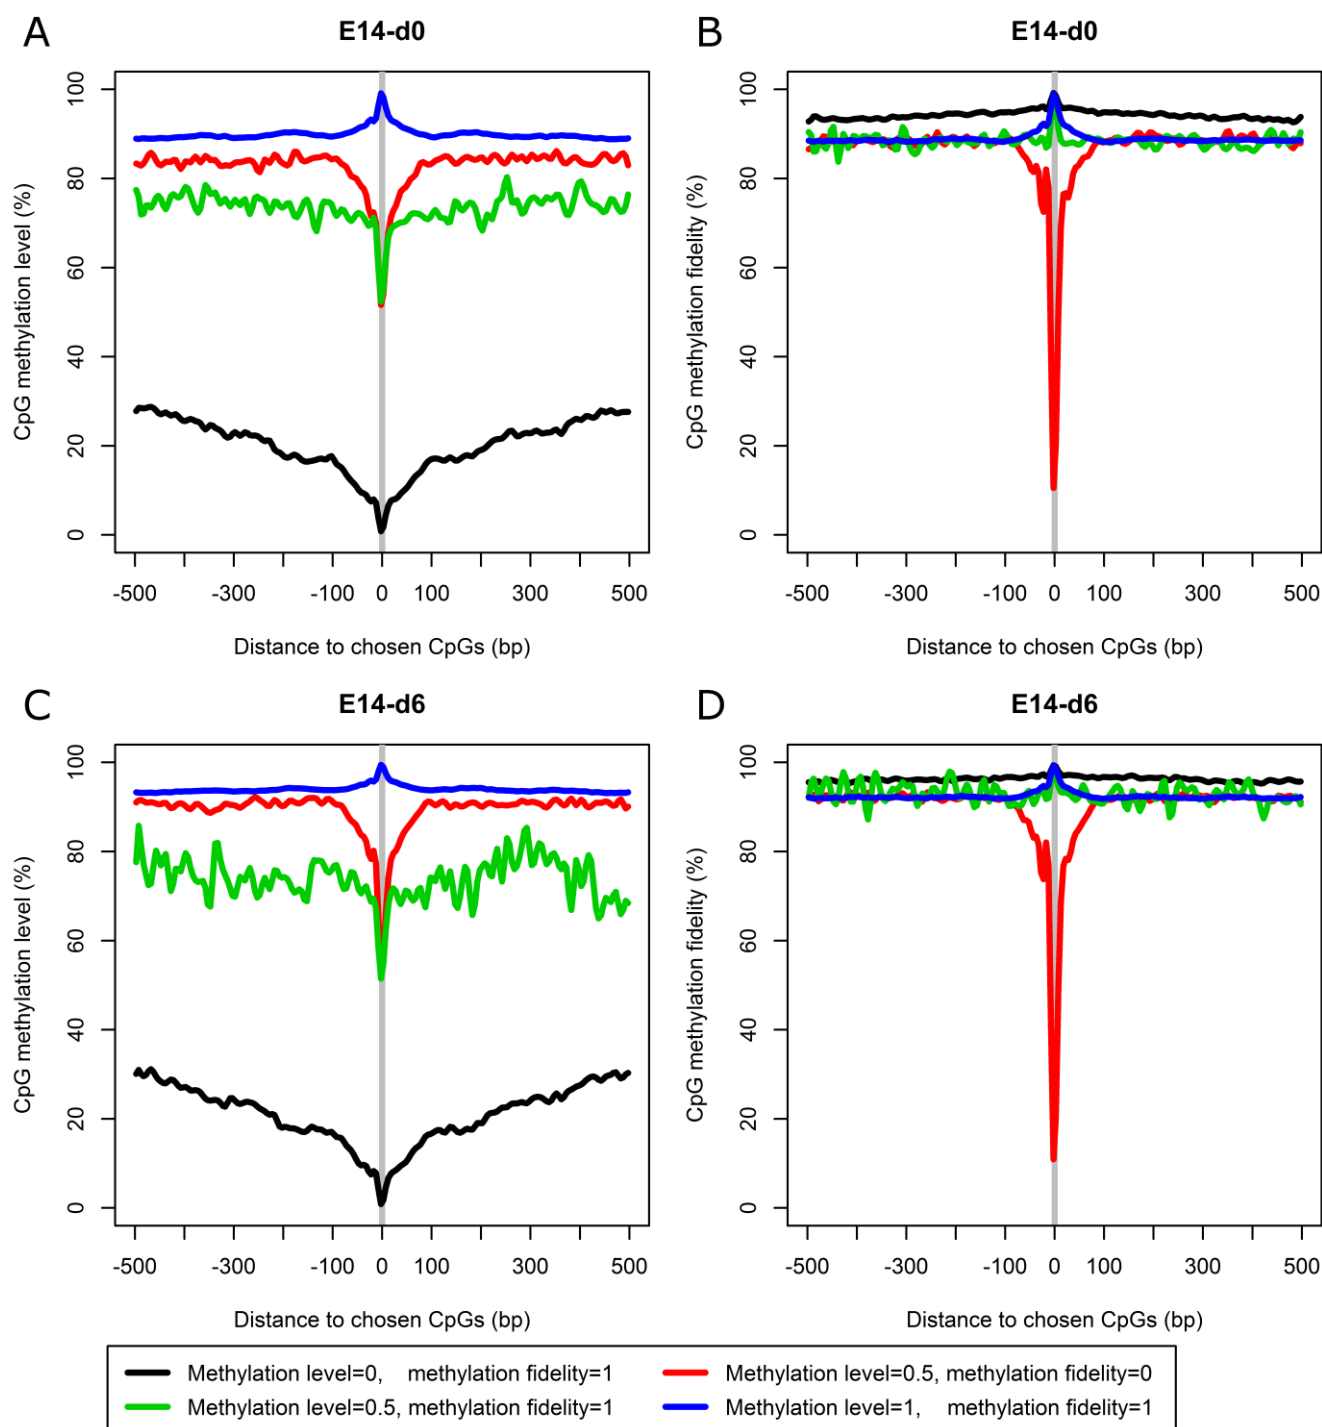 A
E14-d0
CpG methylation level (%)
100
80
60
40
20
0
-500 -300 -100 0 100 300 500
Distance to chosen CpGs (bp)
B
E14-d0
CpG methylation fidelity (%)
100
80
60
40
20
0
-500 -300 -100 0 100 300 500
Distance to chosen CpGs (bp)
C
E14-d6
CpG methylation level (%)
100
80
60
40
20
0
-500 -300 -100 0 100 300 500
Distance to chosen CpGs (bp)
D
E14-d6
CpG methylation fidelity (%)
100
80
60
40
20
0
-500 -300 -100 0 100 300 500
Distance to chosen CpGs (bp)
Methylation level=0, methylation fidelity=1
Methylation level=0.5, methylation fidelity=0
Methylation level=0.5, methylation fidelity=1
Methylation level=1, methylation fidelity=1